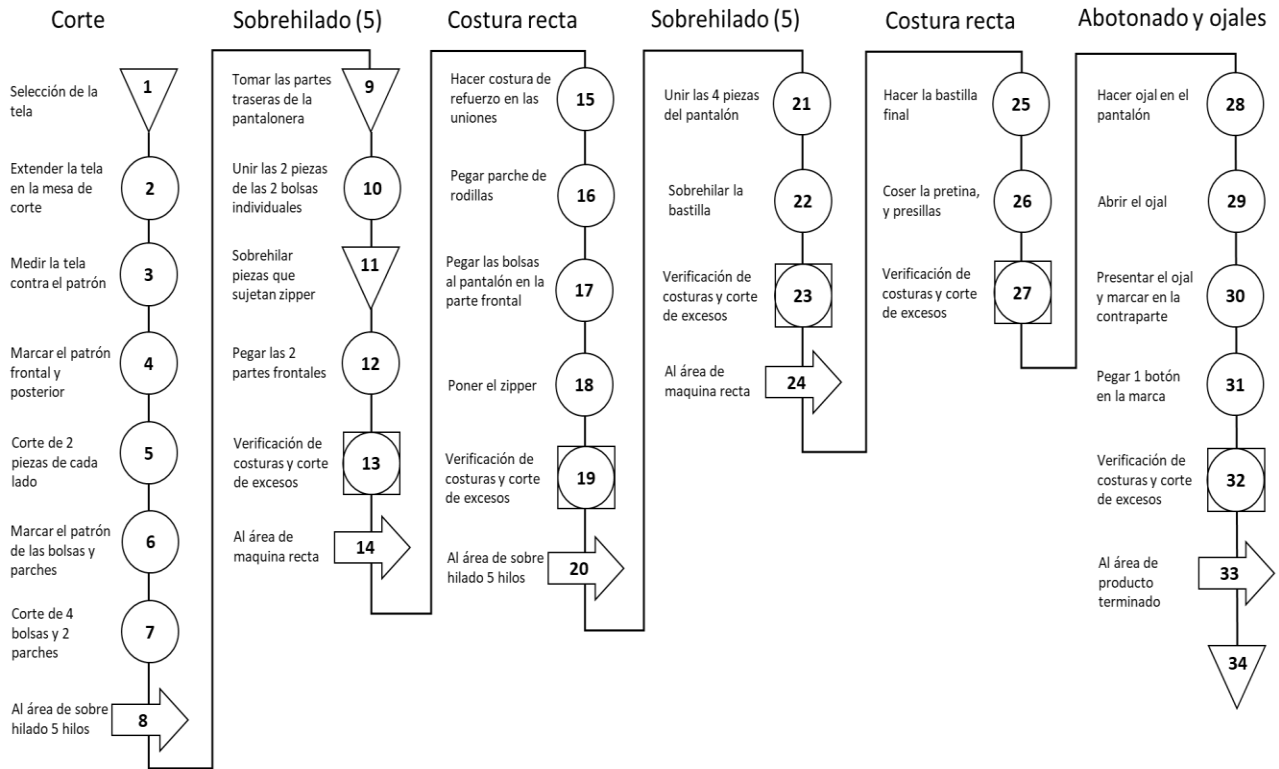 Corte
Selección de la
tela
1
Extender la tela
en la mesa de
corte
2
Medir la tela
contra el patrón
3
Marcar el patrón
frontal y
posterior
4
Corte de 2
piezas de cada
lado
5
Marcar el patrón
de las bolsas y
parches
6
Corte de 4
bolsas y 2
parches
7
Al área de sobre
hilado 5 hilos
8
Sobrehilado (5)
Tomar las partes
traseras de la
pantalonera
9
Unir las 2 piezas
de las 2 bolsas
individuales
10
Sobrehilar
piezas que
sujetan zipper
11
Pegar las 2
partes frontales
12
Verificación de
costuras y corte
de excesos
13
Al área de
maquina recta
14
Costura recta
Hacer costura de
refuerzo en las
uniones
15
Pegar parche de
rodillas
16
Pegar las bolsas
al pantalón en la
parte frontal
17
Poner el zipper
18
Verificación de
costuras y corte
de excesos
19
Al área de sobre
hilado 5 hilos
20
Sobrehilado (5)
Unir las 4 piezas
del pantalón
21
Sobrehilar la
bastilla
22
Verificación de
costuras y corte
de excesos
23
Al área de
maquina recta
24
Costura recta
Hacer la bastilla
final
25
Coser la pretina,
y presillas
26
Verificación de
costuras y corte
de excesos
27
Abotonado y ojales
Hacer ojal en el
pantalón
28
Abrir el ojal
29
Presentar el ojal
y marcar en la
contraparte
30
Pegar 1 botón
en la marca
31
Verificación de
costuras y corte
de excesos
32
Al área de
producto
terminado
33
34